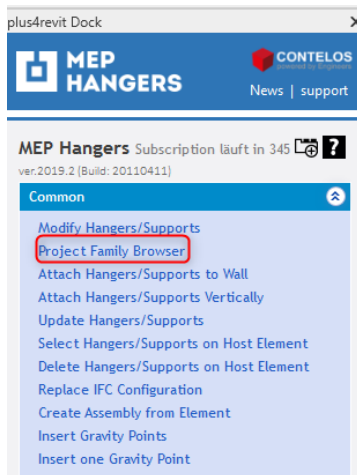 plus4revit Dock
MEP
HANGERS
CONTELOS
powered by Engineers
News | support
MEP Hangers Subscription läuft in 345
ver.2019.2 (Build: 20110411)
Common
Modify Hangers/Supports
Project Family Browser
Attach Hangers/Supports to Wall
Attach Hangers/Supports Vertically
Update Hangers/Supports
Select Hangers/Supports on Host Element
Delete Hangers/Supports on Host Element
Replace IFC Configuration
Create Assembly from Element
Insert Gravity Points
Insert one Gravity Point